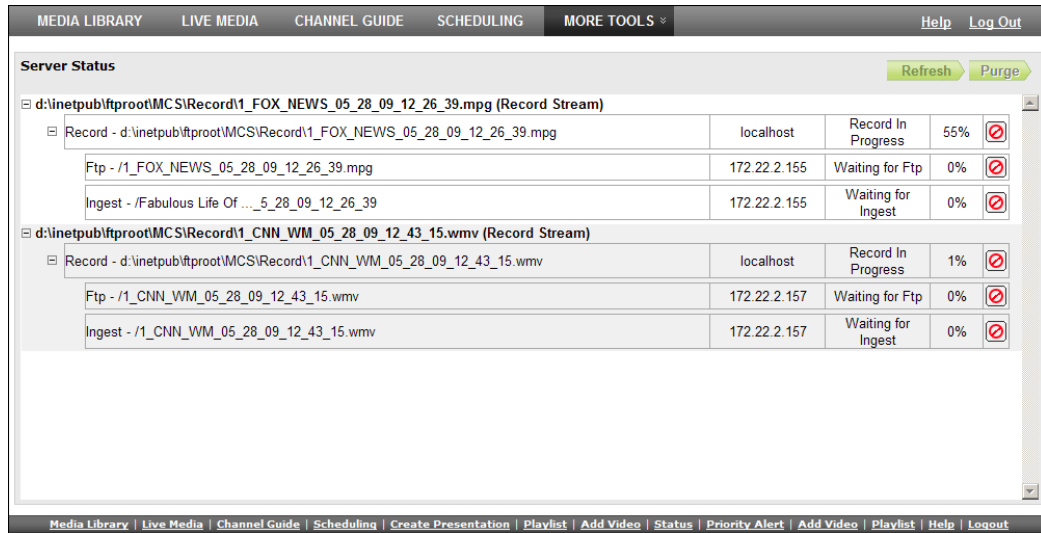 MEDIA LIBRARY LIVE MEDIA CHANNEL GUIDE SCHEDULING MORE TOOLS Help Log Out
Server Status Refresh Purge
d:\inetpub\ftproot\MCS\Record\1_FOX_NEWS_05_28_09_12_26_39.mpg (Record Stream)
Record - d:\inetpub\ftproot\MCS\Record\1_FOX_NEWS_05_28_09_12_26_39.mpg localhost Record In Progress 55%
Ftp - /1_FOX_NEWS_05_28_09_12_26_39.mpg 172.22.2.155 Waiting for Ftp 0%
Ingest - /Fabulous Life Of ..._5_28_09_12_26_39 172.22.2.155 Waiting for Ingest 0%
d:\inetpub\ftproot\MCS\Record\1_CNN_WM_05_28_09_12_43_15.wmv (Record Stream)
Record - d:\inetpub\ftproot\MCS\Record\1_CNN_WM_05_28_09_12_43_15.wmv localhost Record In Progress 1%
Ftp - /1_CNN_WM_05_28_09_12_43_15.wmv 172.22.2.157 Waiting for Ftp 0%
Ingest - /1_CNN_WM_05_28_09_12_43_15.wmv 172.22.2.157 Waiting for Ingest 0%
Media Library | Live Media | Channel Guide | Scheduling | Create Presentation | Playlist | Add Video | Status | Priority Alert | Add Video | Playlist | Help | Logout